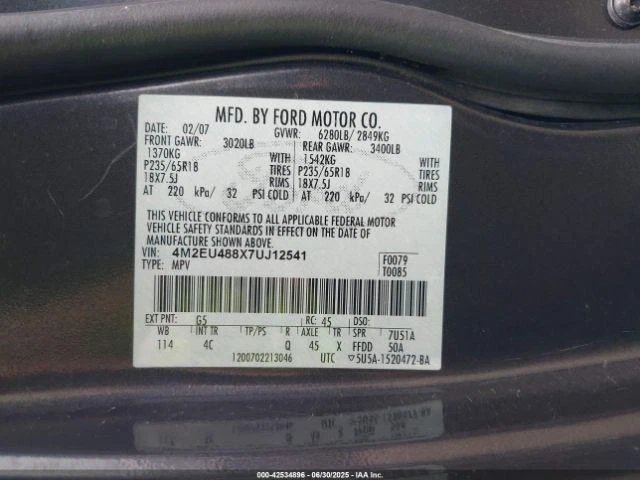 MFD. BY FORD MOTOR CO.
DATE: 02/07 GVWR: 6280LB/ 2849KG
FRONT GAWR: 3020LB REAR GAWR: 3400LB
1370KG WITH 1542KG WITH
P235/65R18 TIRES P235/65R18 TIRES
18X7.5J RIMS 18X7.5J RIMS
AT 220 kPa/ 32 PSI COLD AT 220 kPa/ 32 PSI COLD
THIS VEHICLE CONFORMS TO ALL APPLICABLE FEDERAL MOTOR
VEHICLE SAFETY STANDARDS IN EFFECT ON THE DATE OF
MANUFACTURE SHOWN ABOVE.
VIN: 4M2EU488X7UJ12541 F0079
TYPE: MPV T0085
EXT PNT: G5 RC: 45 DSO:
WB INT TR TP/PS R AXLE TR SPR 7U51A
114 4C Q 45 X FFDD 50A
1200702213046 UTC 5U5A-1520472-BA
000-42534896 - 06/30/2025 - IAAI.COM